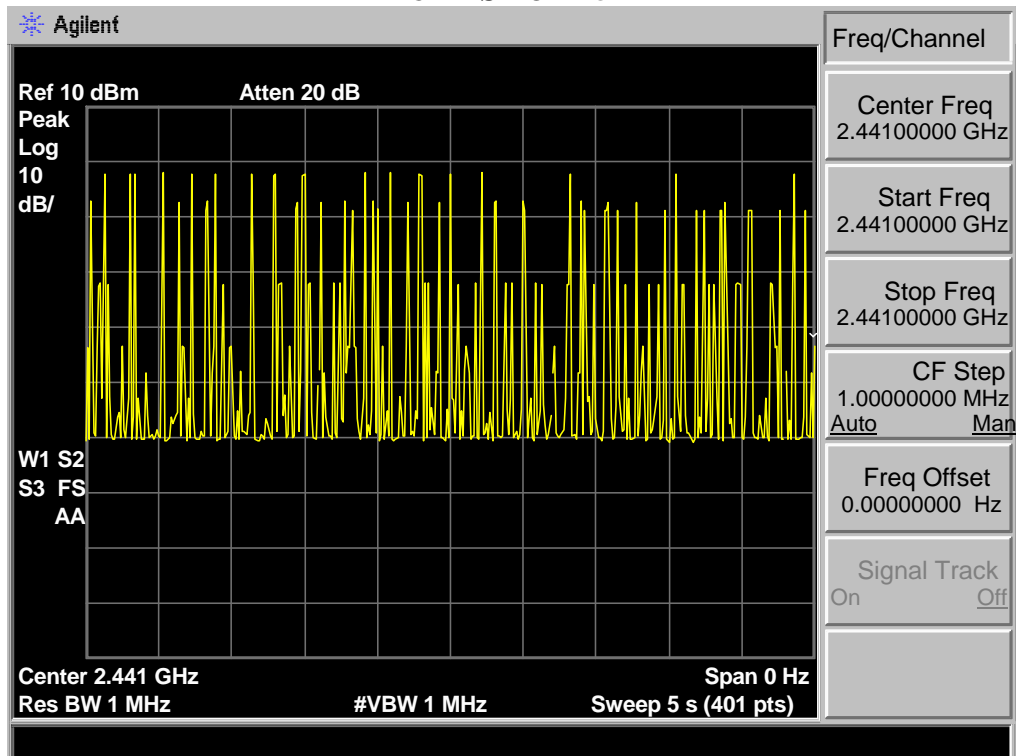 Agilent
Freq/Channel
Ref 10 dBm Atten 20 dB
Peak
Log
10
dB/
W1 S2
S3 FS
AA
Center 2.441 GHz Span 0 Hz
Res BW 1 MHz #VBW 1 MHz Sweep 5 s (401 pts)
Center Freq
2.44100000 GHz
Start Freq
2.44100000 GHz
Stop Freq
2.44100000 GHz
CF Step
1.00000000 MHz
Auto Man
Freq Offset
0.00000000 Hz
Signal Track
On Off